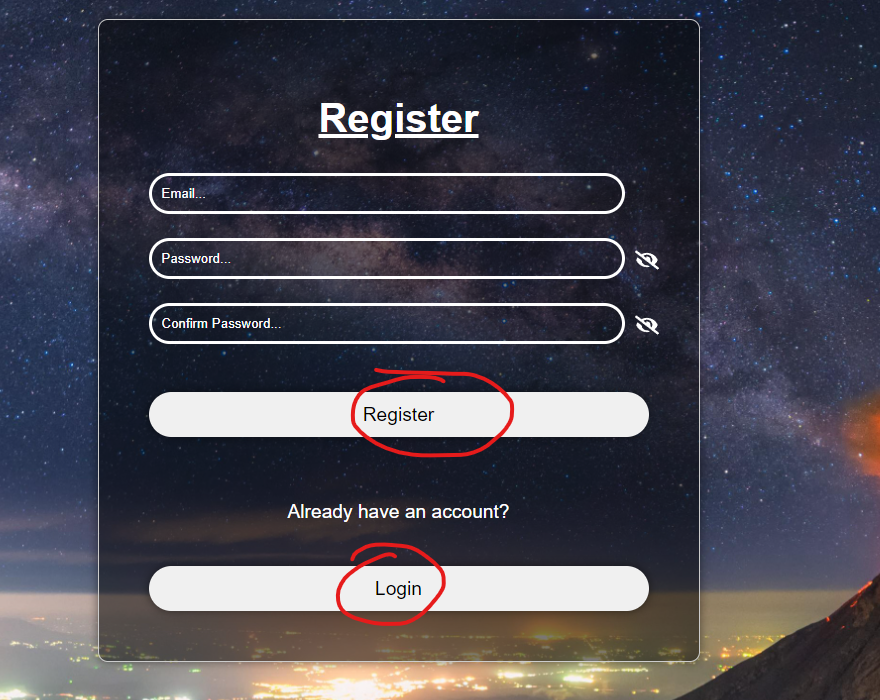 Register
Email...
Password...
Confirm Password...
Register
Already have an account?
Login